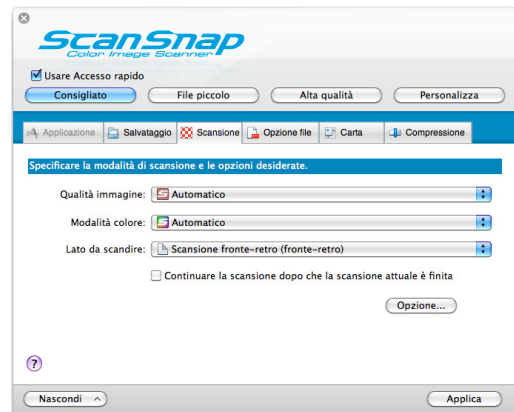 ScanSnap
Color Image Scanner
Usare Accesso rapido
Consigliato File piccolo Alta qualità Personalizza
Applicazione Salvataggio Scansione Opzione file Carta Compressione
Specificare la modalità di scansione e le opzioni desiderate.
Qualità immagine: Automatico
Modalità colore: Automatico
Lato da scandire: Scansione fronte-retro (fronte-retro)
Continuare la scansione dopo che la scansione attuale è finita
Opzione...
?
Nascondi Applica